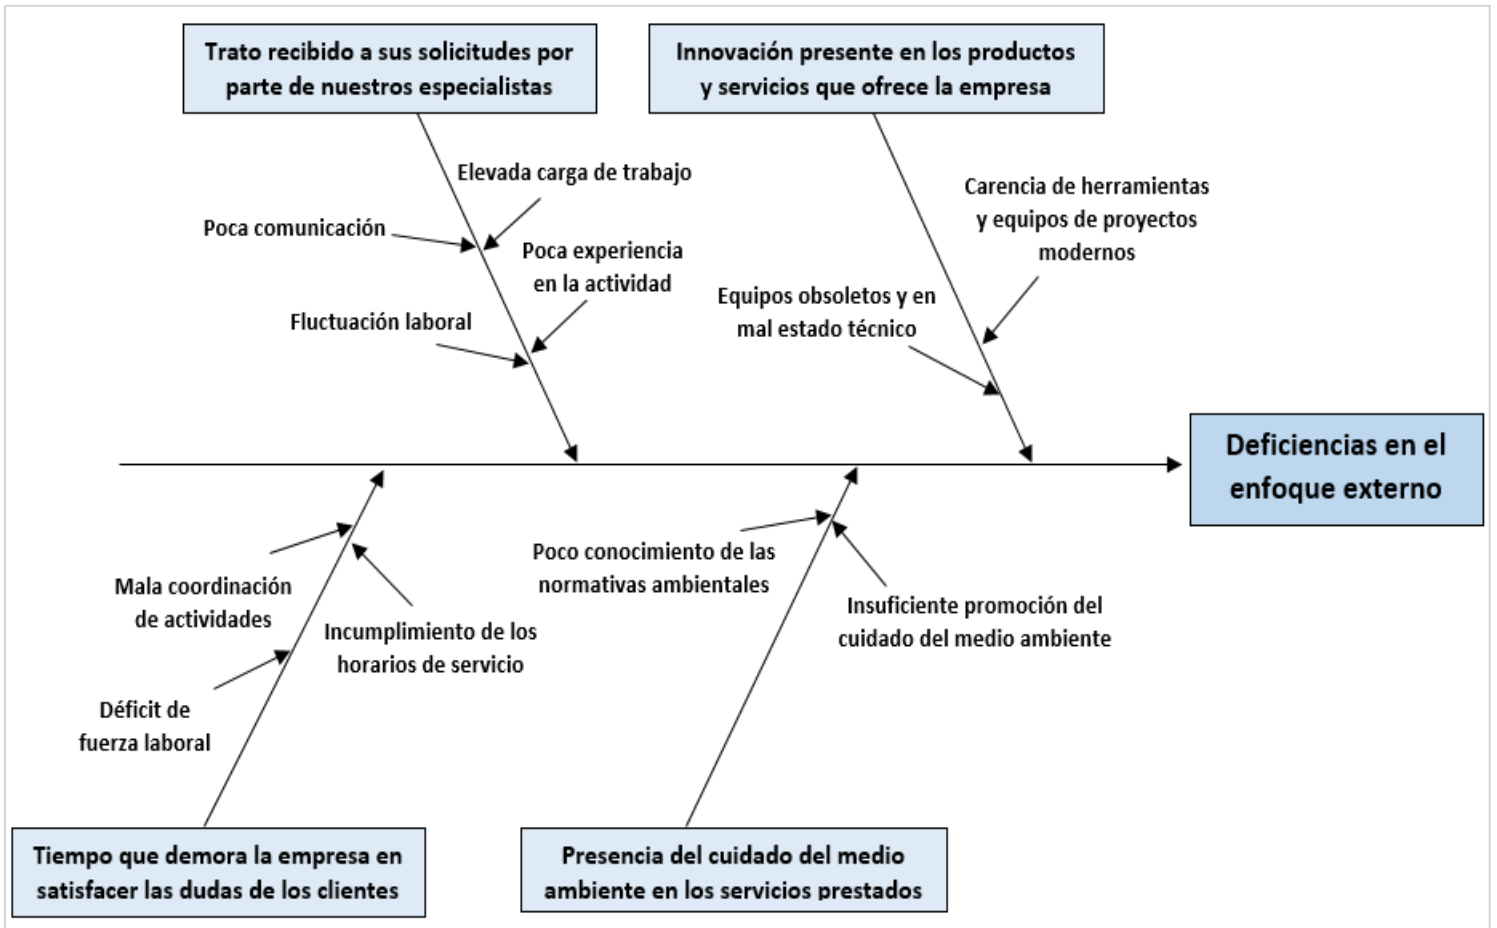 Trato recibido a sus solicitudes por
parte de nuestros especialistas
Innovación presente en los productos
y servicios que ofrece la empresa
Elevada carga de trabajo
Poca comunicación
Poca experiencia
en la actividad
Fluctuación laboral
Carencia de herramientas
y equipos de proyectos
modernos
Equipos obsoletos y en
mal estado técnico
Deficiencias en el
enfoque externo
Mala coordinación
de actividades
Incumplimiento de los
horarios de servicio
Déficit de
fuerza laboral
Poco conocimiento de las
normativas ambientales
Insuficiente promoción del
cuidado del medio ambiente
Tiempo que demora la empresa en
satisfacer las dudas de los clientes
Presencia del cuidado del medio
ambiente en los servicios prestados